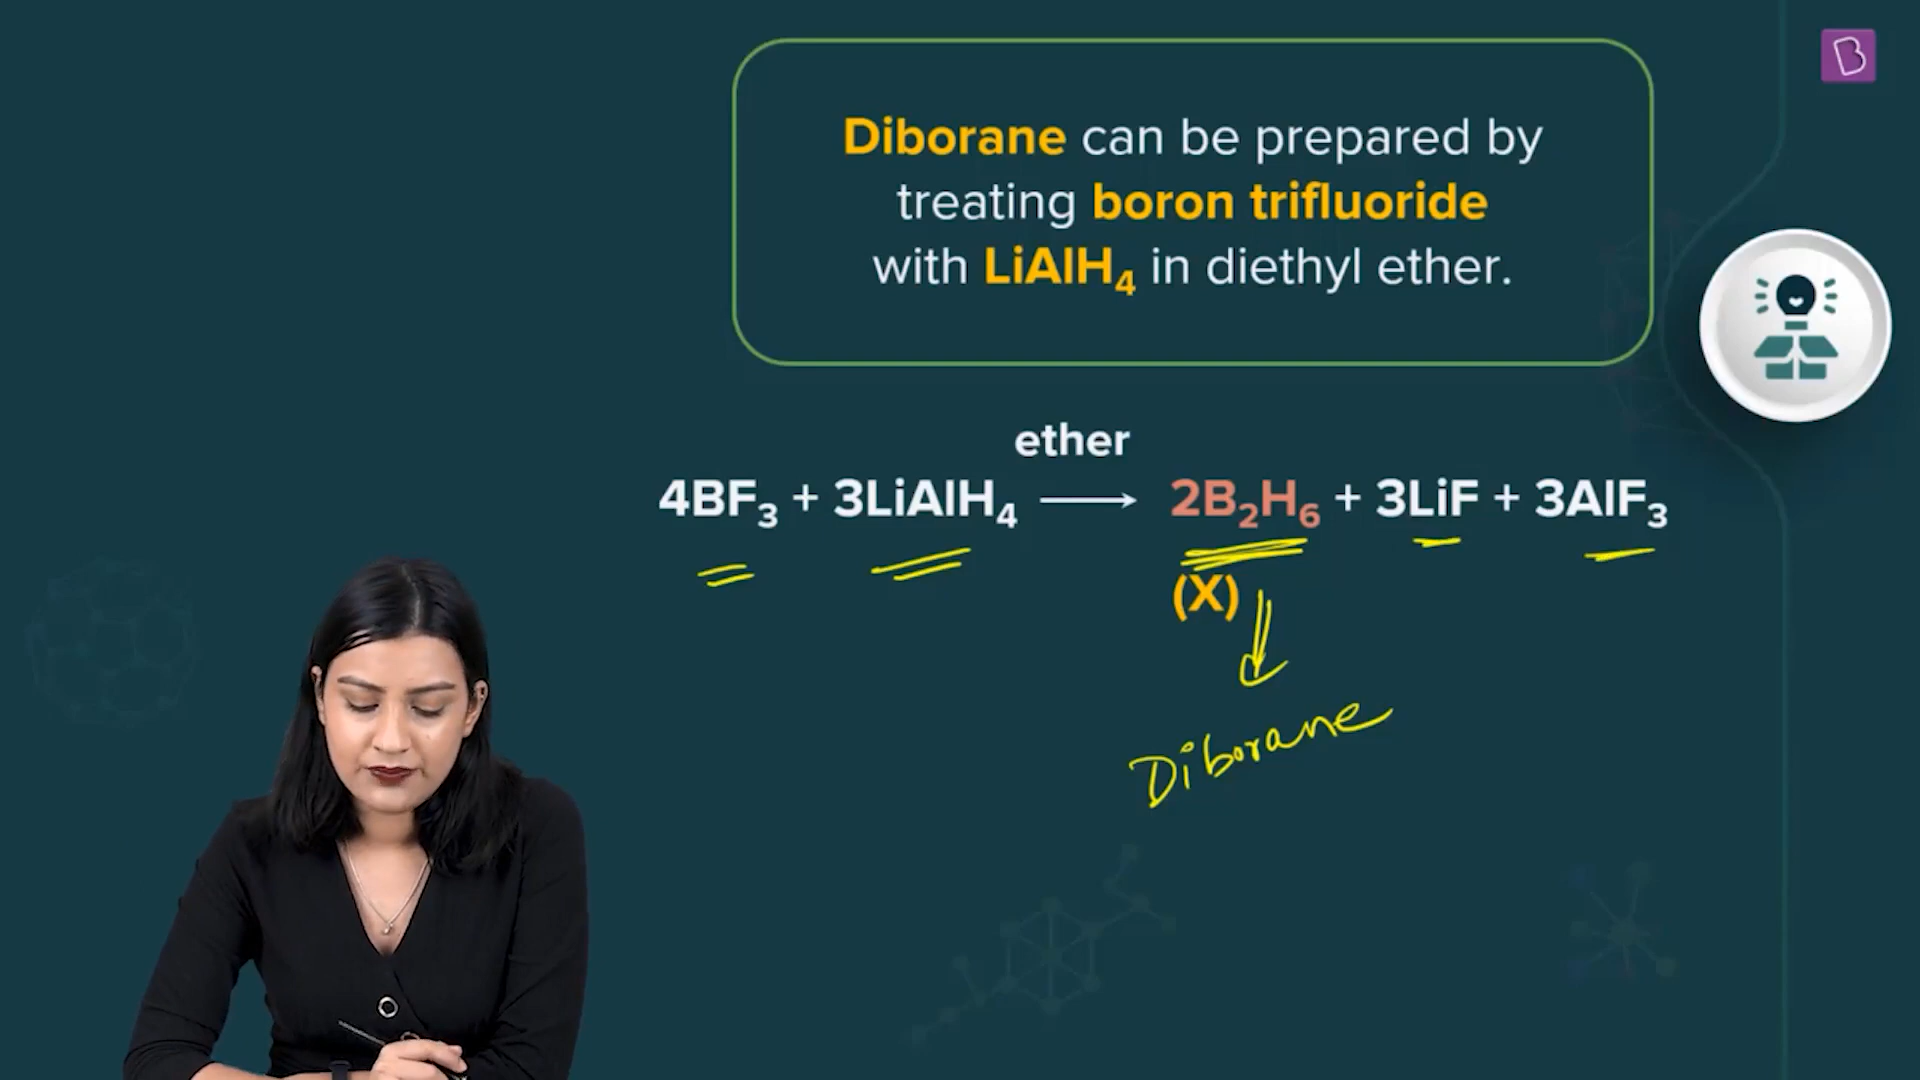 Diborane can be prepared by
treating boron trifluoride
with LiAlH₄ in diethyl ether.
ether
4BF₃ + 3LiAlH₄ ⟶ 2B₂H₆ + 3LiF + 3AlF₃
(X)
Diborane